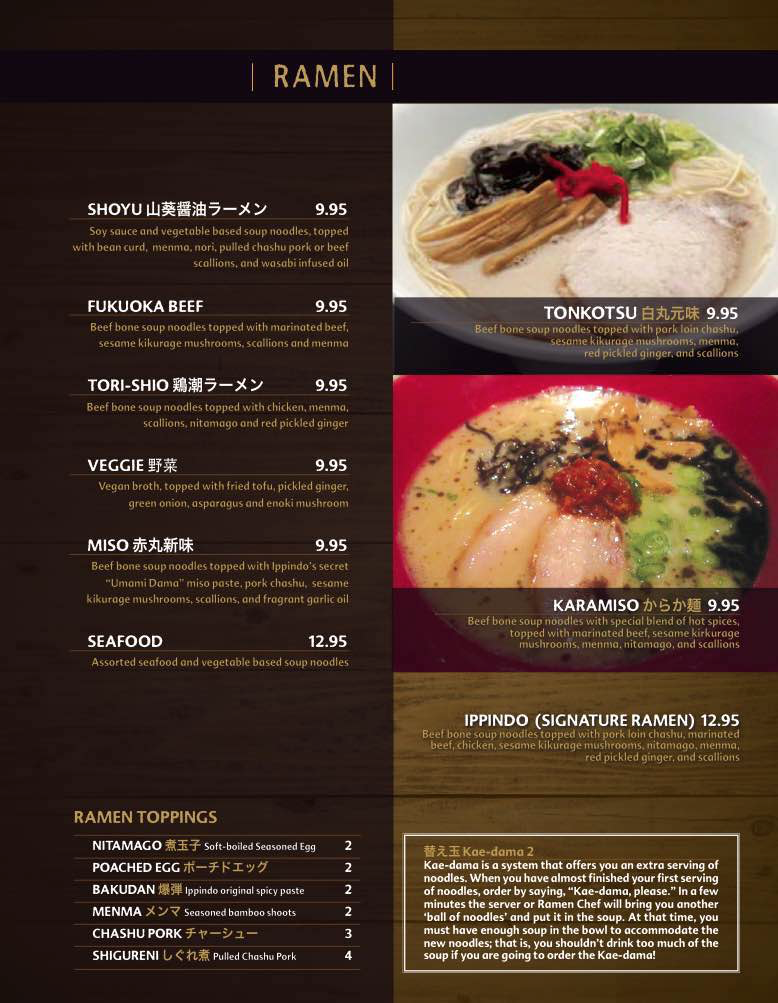 RAMEN
SHOYU 山葵醤油ラーメン 9.95
Soy sauce and vegetable based soup noodles, topped
with bean curd, menma, nori, pulled chashu pork or beef
scallions, and wasabi infused oil
FUKUOKA BEEF 9.95
Beef bone soup noodles topped with marinated beef,
sesame kikurage mushrooms, scallions and menma
TORI-SHIO 鶏潮ラーメン 9.95
Beef bone soup noodles topped with chicken, menma,
scallions, nitamago and red pickled ginger
VEGGIE 野菜 9.95
Vegan broth, topped with fried tofu, pickled ginger,
green onion, asparagus and enoki mushroom
MISO 赤丸新味 9.95
Beef bone soup noodles topped with Ippindo's secret
"Umami Dama" miso paste, pork chashu, sesame
kikurage mushrooms, scallions, and fragrant garlic oil
SEAFOOD 12.95
Assorted seafood and vegetable based soup noodles
TONKOTSU 白丸元味 9.95
Beef bone soup noodles topped with pork loin chashu,
sesame kikurage mushrooms, menma,
red pickled ginger, and scallions
KARAMISO からか麺 9.95
Beef bone soup noodles with special blend of hot spices,
topped with marinated beef, sesame kirkurage
mushrooms, menma, nitamago, and scallions
IPPINDO (SIGNATURE RAMEN) 12.95
Beef bone soup noodles topped with pork loin chashu, marinated
beef, chicken, sesame kikurage mushrooms, nitamago, menma,
red pickled ginger, and scallions
RAMEN TOPPINGS
NITAMAGO 煮玉子 Soft-boiled Seasoned Egg 2
POACHED EGG ポーチドエッグ 2
BAKUDAN 爆弾 Ippindo original spicy paste 2
MENMA メンマ Seasoned bamboo shoots 2
CHASHU PORK チャーシュー 3
SHIGURENI しぐれ煮 Pulled Chashu Pork 4
替え玉 Kae-dama 2
Kae-dama is a system that offers you an extra serving of
noodles. When you have almost finished your first serving
of noodles, order by saying, "Kae-dama, please." In a few
minutes the server or Ramen Chef will bring you another
'ball of noodles' and put it in the soup. At that time, you
must have enough soup in the bowl to accommodate the
new noodles; that is, you shouldn't drink too much of the
soup if you are going to order the Kae-dama!